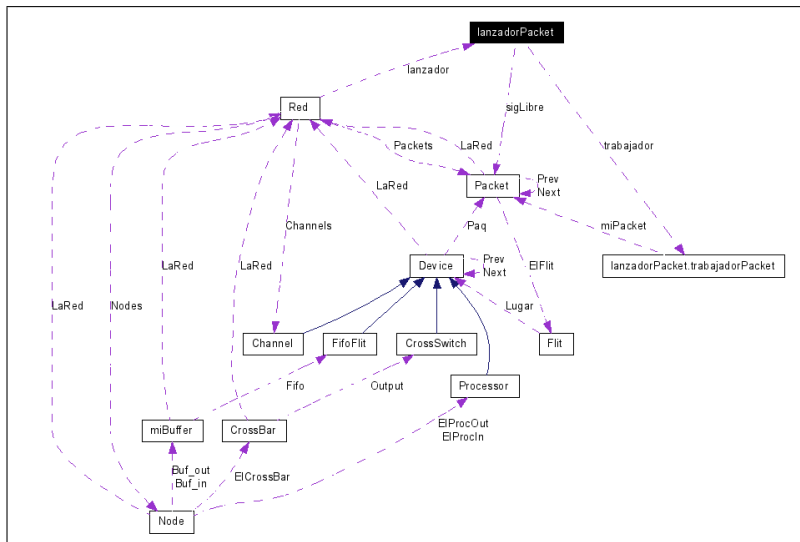 lanzadorPacket
lanzador
Red
sigLibre
Packets
LaRed
trabajador
LaRed
Packet
Prev
Next
Channels
Paq
miPacket
LaRed
LaRed
Device
Prev
Next
ElFlit
lanzadorPacket.trabajadorPacket
LaRed
Nodes
Lugar
Channel
FifoFlit
CrossSwitch
Flit
Fifo
Output
Processor
miBuffer
CrossBar
ElProcOut
ElProcIn
Buf_out
Buf_in
ElCrossBar
Node